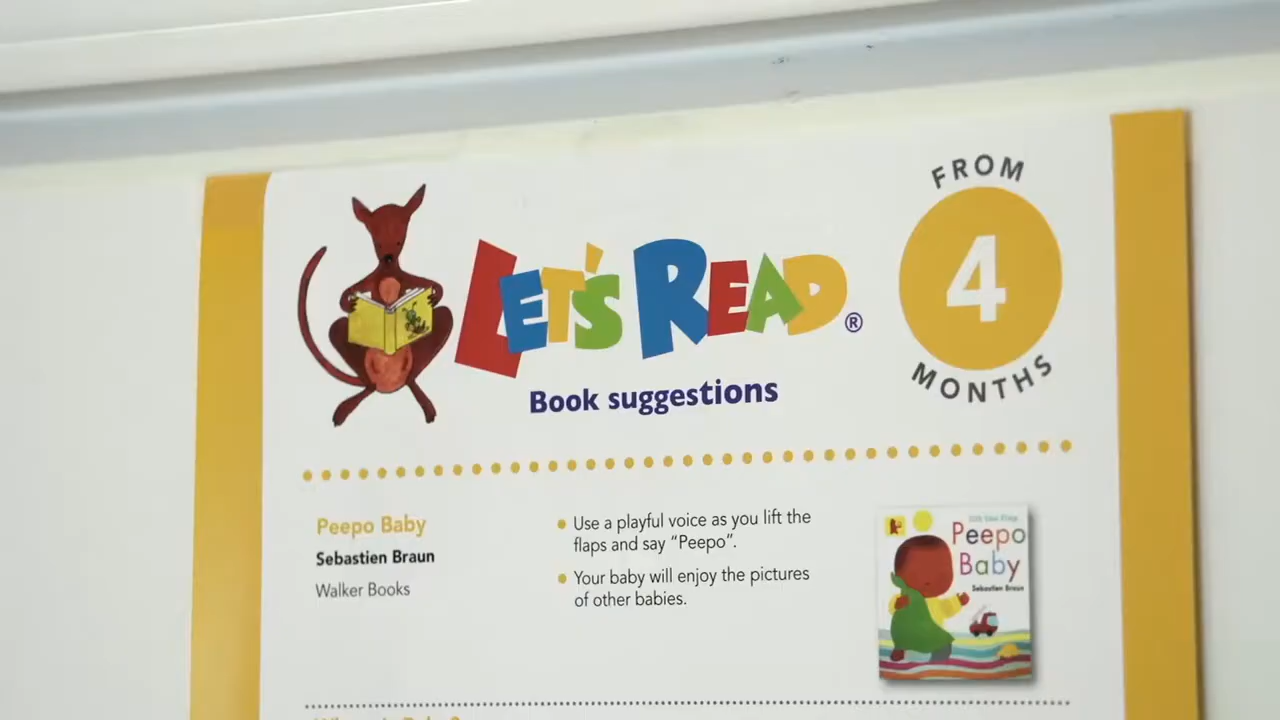 FROM
4
MONTHS
LET'S READ®
Book suggestions
Peepo Baby
Sebastien Braun
Walker Books
Use a playful voice as you lift the
flaps and say “Peepo”.
Your baby will enjoy the pictures
of other babies.
Peepo
Baby
Sebastien Braun